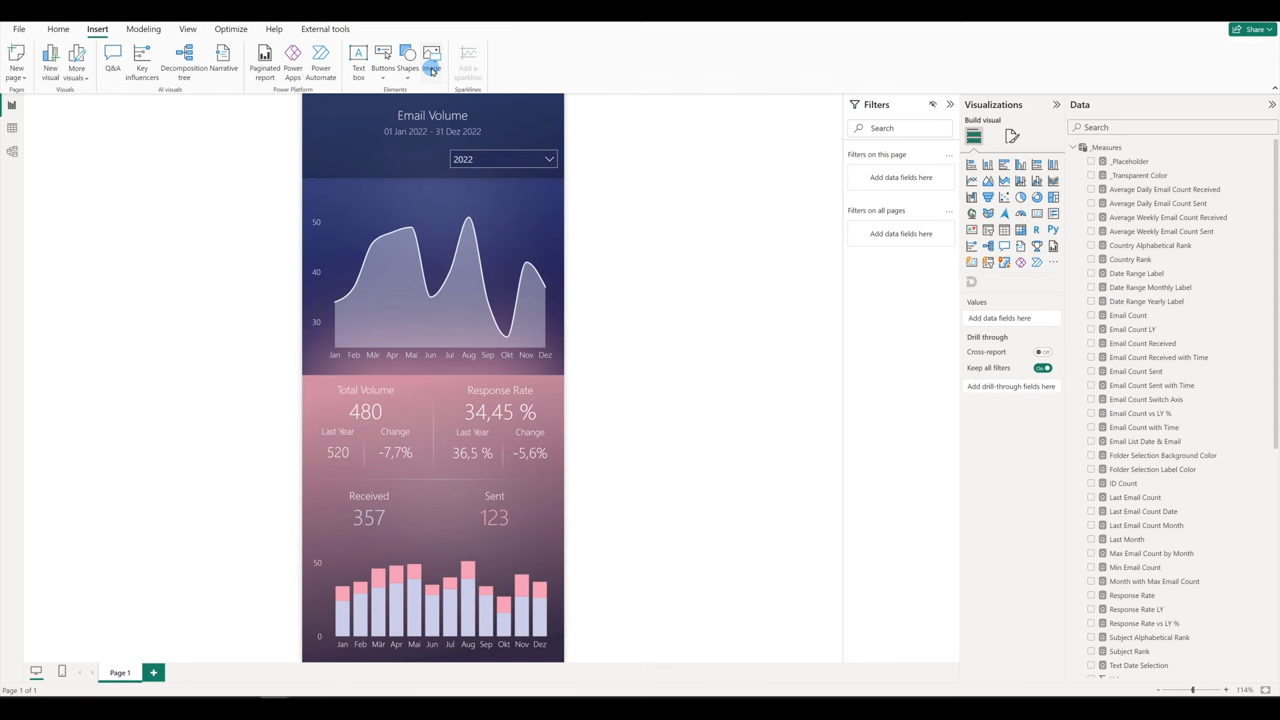 File Home Insert Modeling View Optimize Help External tools
Share
New page
New visual
More visuals
Q&A
Key influencers
Decomposition tree
Narrative
Paginated report
Power Apps
Power Automate
Text box
Buttons
Shapes
Image
Add a sparkline
Pages Visuals AI visuals Power Platform Elements Sparklines
Email Volume
01 Jan 2022 - 31 Dez 2022
2022
50
40
30
Jan Feb Mär Apr Mai Jun Jul Aug Sep Okt Nov Dez
Total Volume Response Rate
480 34,45 %
Last Year Change Last Year Change
520 -7,7% 36,5 % -5,6%
Received Sent
357 123
50
0
Jan Feb Mär Apr Mai Jun Jul Aug Sep Okt Nov Dez
Page 1
Page 1 of 1
114%
Filters
Search
Filters on this page ...
Add data fields here
Filters on all pages ...
Add data fields here
Visualizations
Build visual
R Py
Values
Add data fields here
Drill through
Cross-report Off
Keep all filters On
Add drill-through fields here
Data
Search
_Measures
_Placeholder
_Transparent Color
Average Daily Email Count Received
Average Daily Email Count Sent
Average Weekly Email Count Received
Average Weekly Email Count Sent
Country Alphabetical Rank
Country Rank
Date Range Label
Date Range Monthly Label
Date Range Yearly Label
Email Count
Email Count LY
Email Count Received
Email Count Received with Time
Email Count Sent
Email Count Sent with Time
Email Count Switch Axis
Email Count vs LY %
Email Count with Time
Email List Date & Email
Folder Selection Background Color
Folder Selection Label Color
ID Count
Last Email Count
Last Email Count Date
Last Email Count Month
Last Month
Max Email Count by Month
Min Email Count
Month with Max Email Count
Response Rate
Response Rate LY
Response Rate vs LY %
Subject Alphabetical Rank
Subject Rank
Text Date Selection